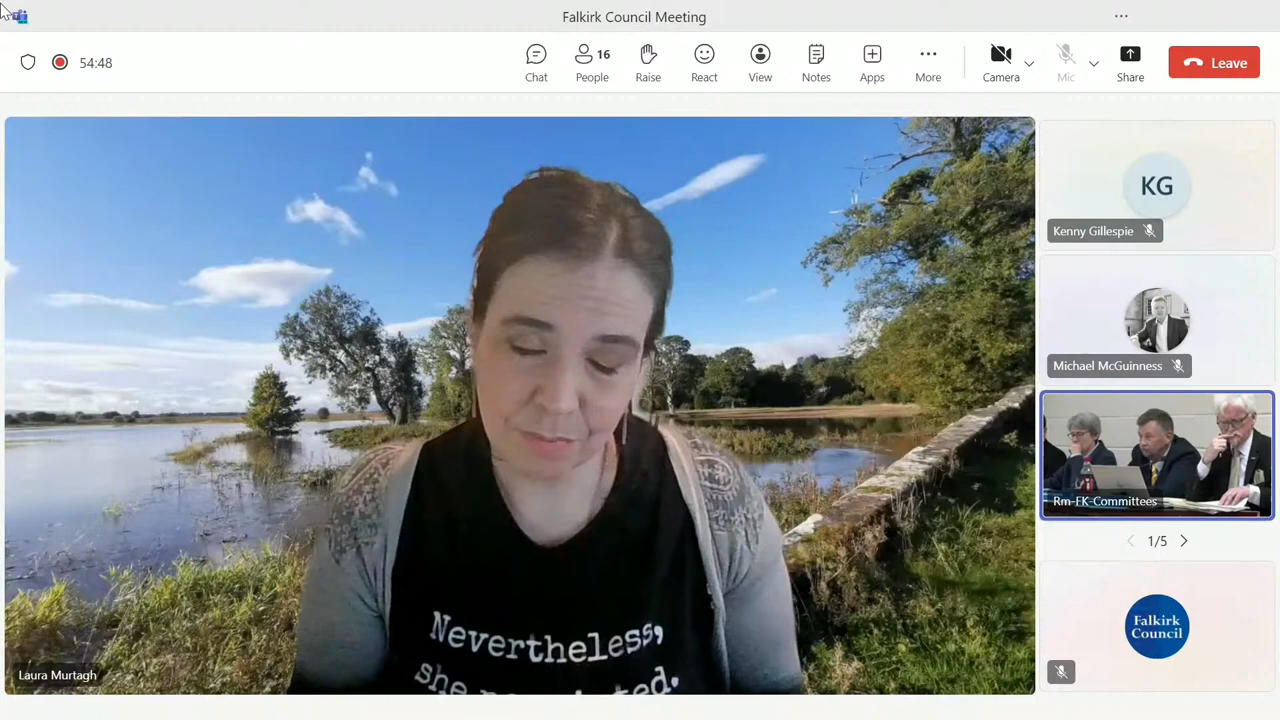 Falkirk Council Meeting
54:48
Chat
16
People
Raise
React
View
Notes
Apps
More
Camera
Mic
Share
Leave
KG
Kenny Gillespie
Michael McGuinness
Rm-FK-Committees
1/5
Falkirk
Council
Nevertheless,
she
Laura Murtagh